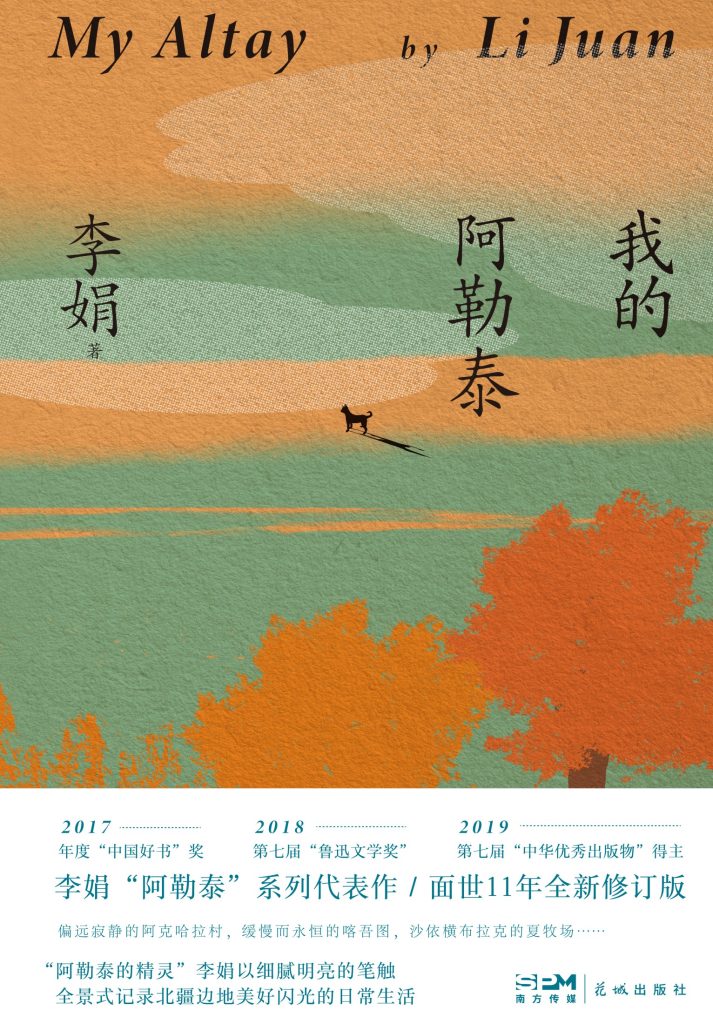 My Altay by Li Juan
我的
阿勒泰
李娟
著
2017
年度“中国好书”奖
2018
第七届“鲁迅文学奖”
2019
第七届“中华优秀出版物”得主
李娟“阿勒泰”系列代表作 / 面世11年全新修订版
偏远寂静的阿克哈拉村，缓慢而永恒的喀吾图，沙依横布拉克的夏牧场……
“阿勒泰的精灵”李娟以细腻明亮的笔触
全景式记录北疆边地美好闪光的日常生活
SPM
南方传媒
花城出版社